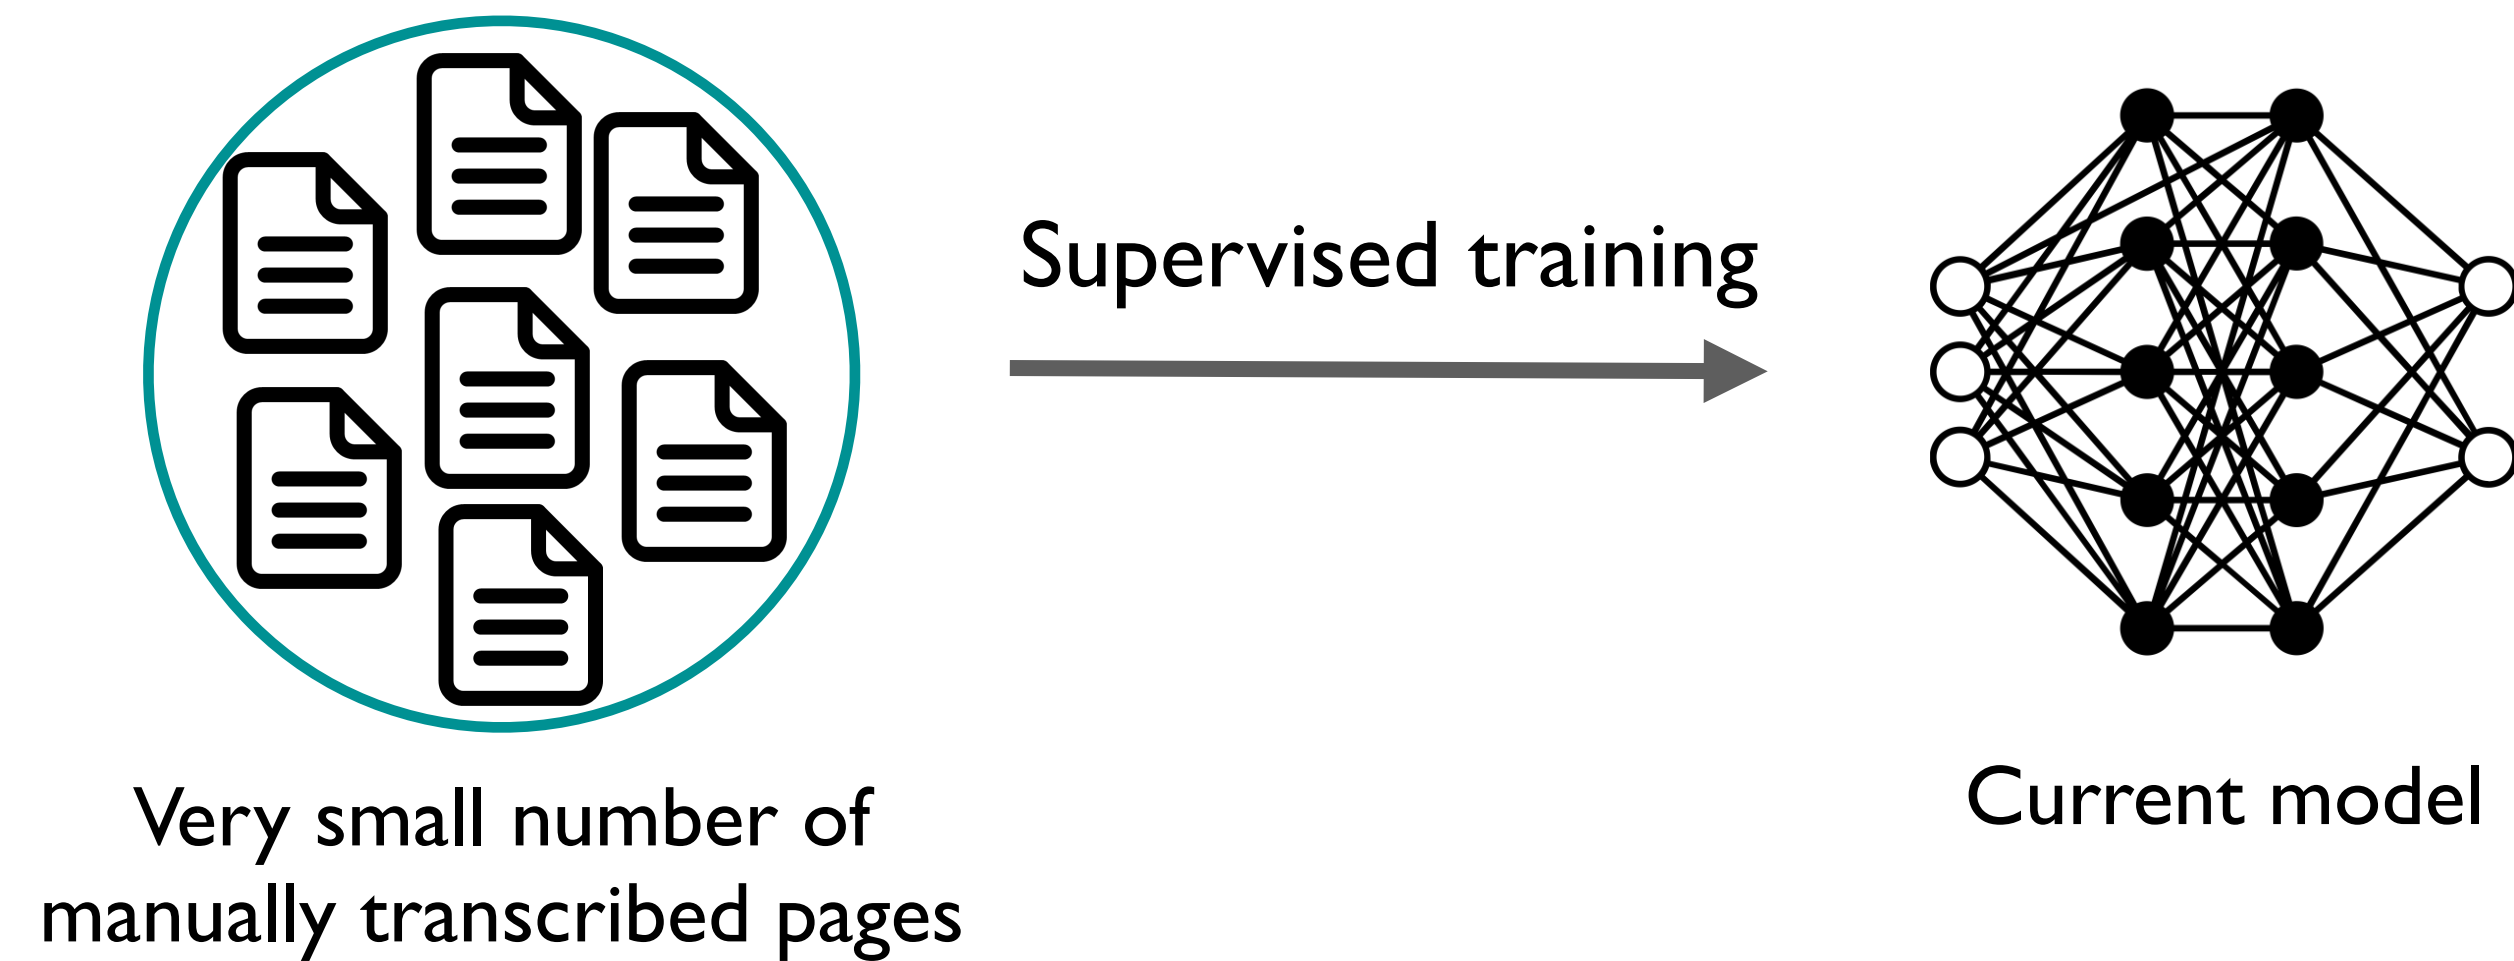 Supervised training
Very small number of
manually transcribed pages
Current model